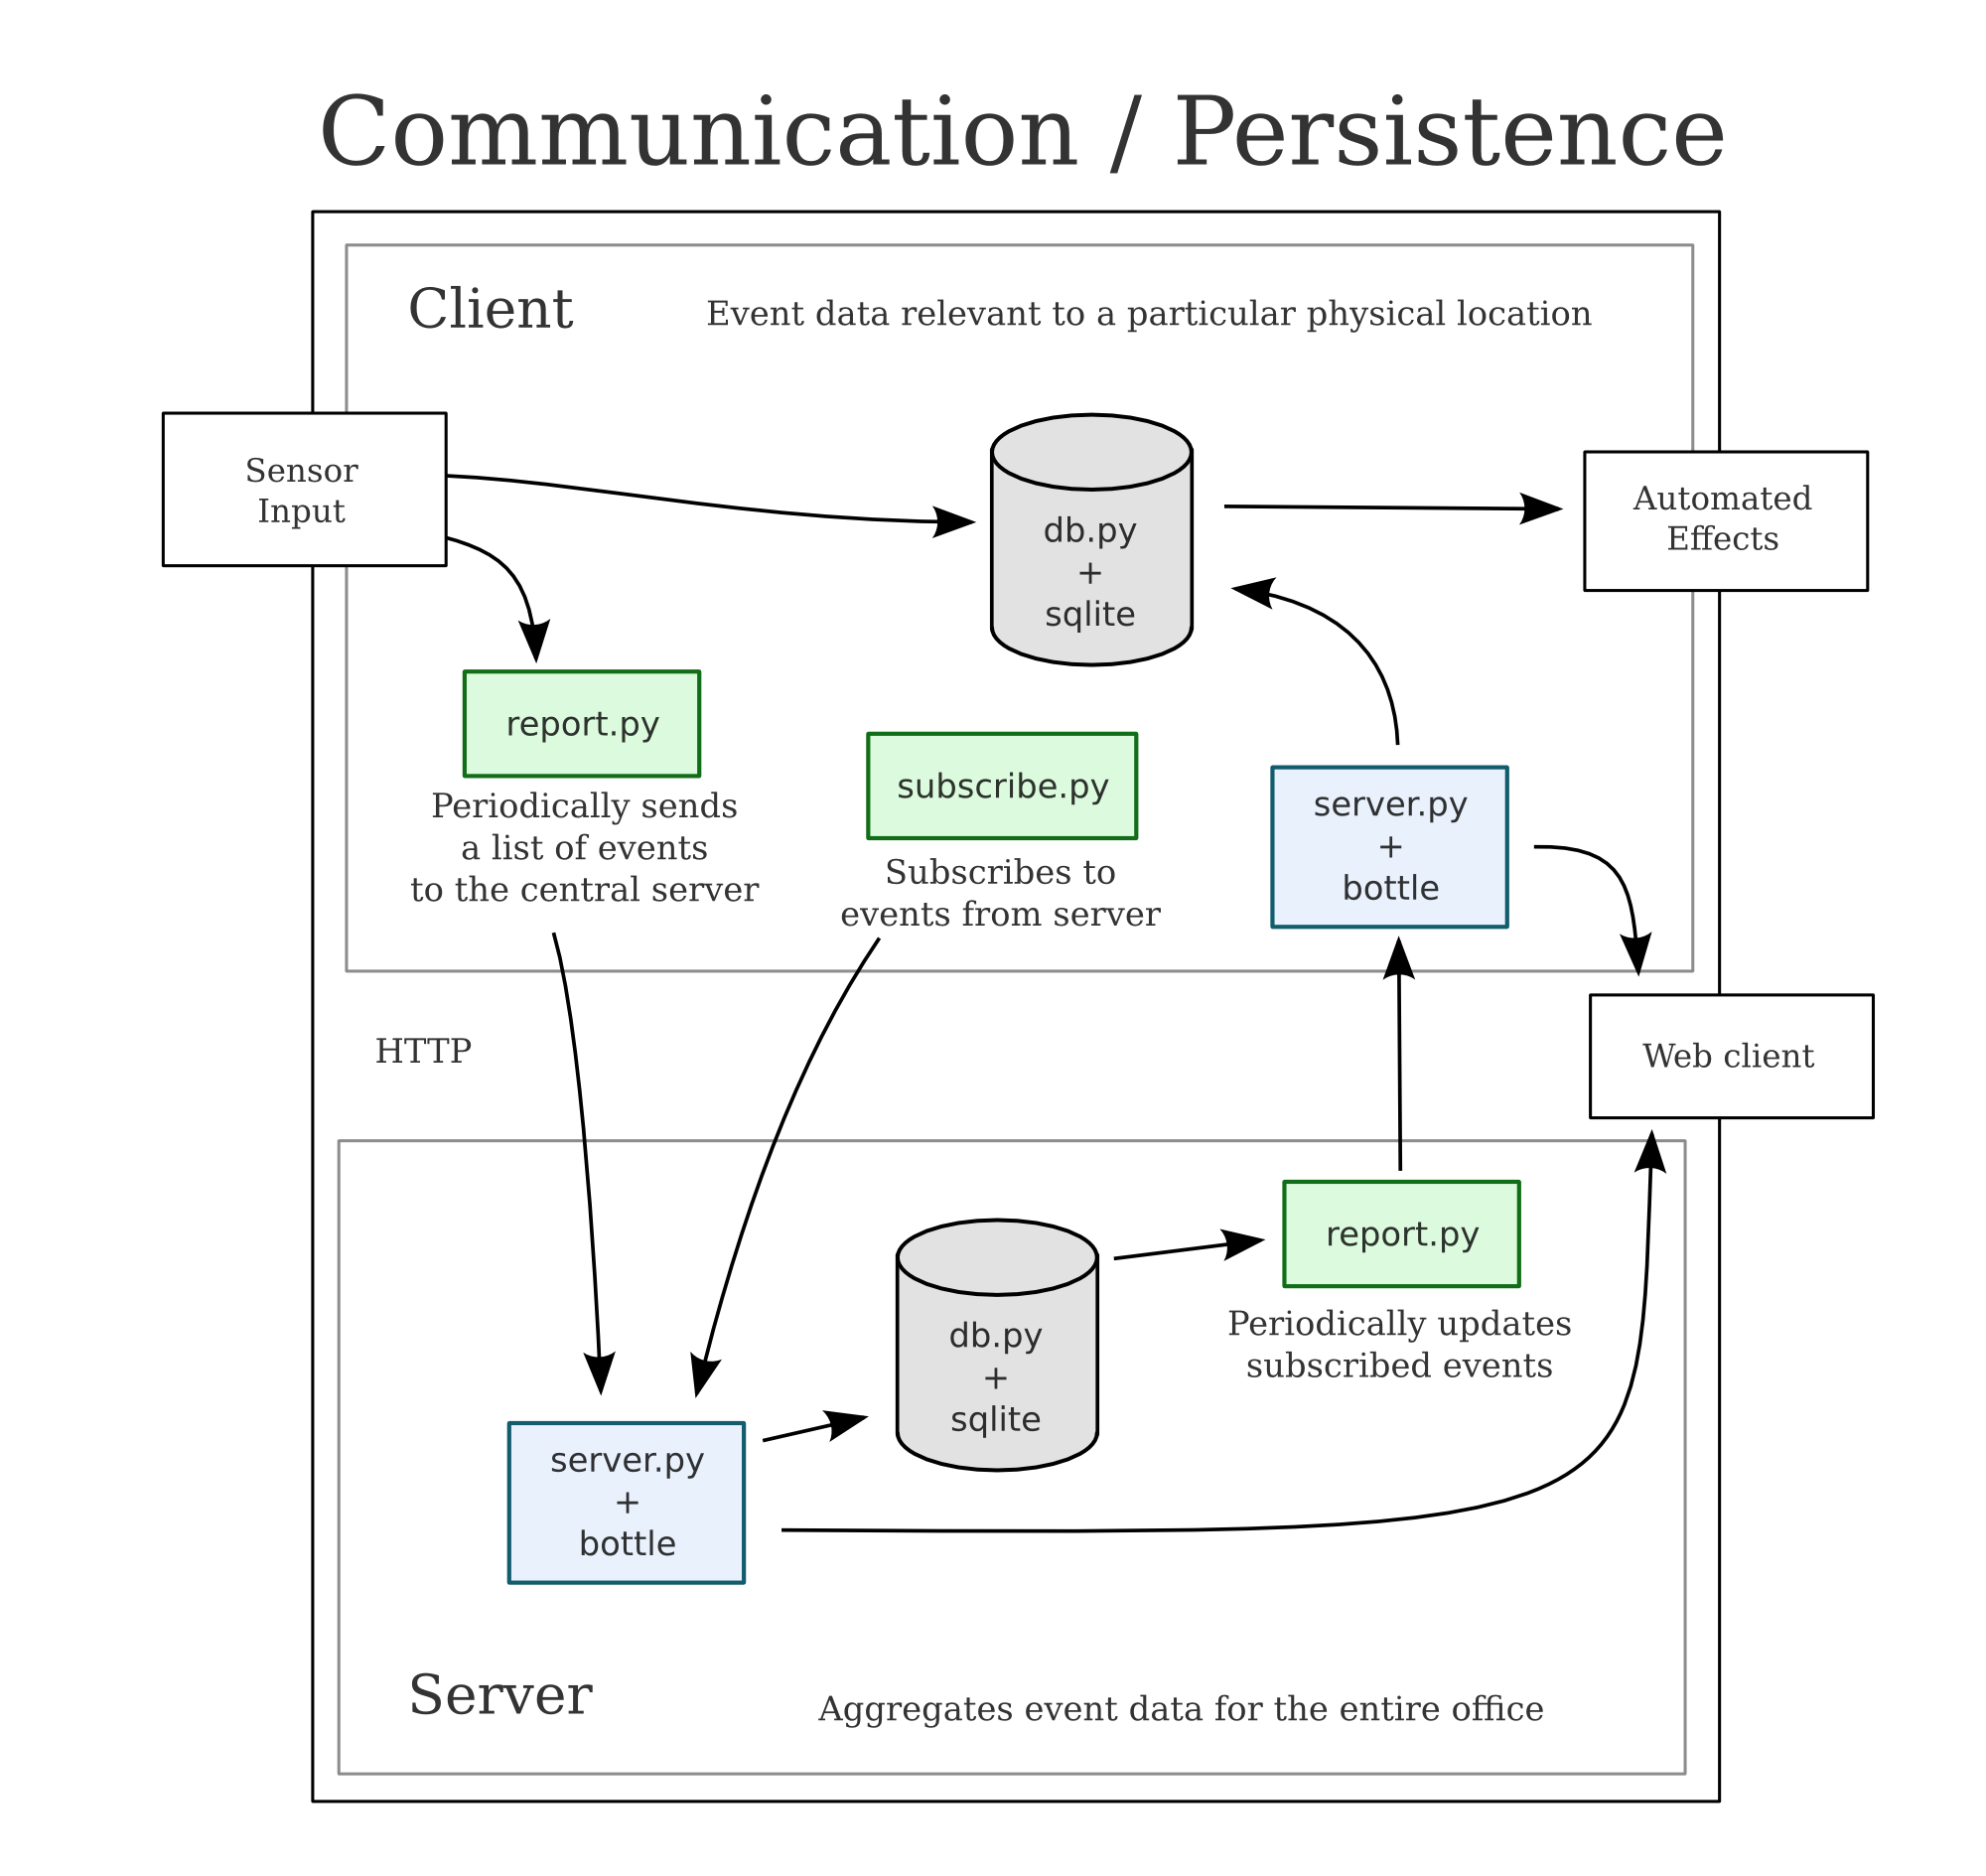 Communication / Persistence
Client
Event data relevant to a particular physical location
Sensor
Input
db.py
+
sqlite
Automated
Effects
report.py
Periodically sends
a list of events
to the central server
subscribe.py
Subscribes to
events from server
server.py
+
bottle
HTTP
Web client
report.py
Periodically updates
subscribed events
db.py
+
sqlite
server.py
+
bottle
Server
Aggregates event data for the entire office